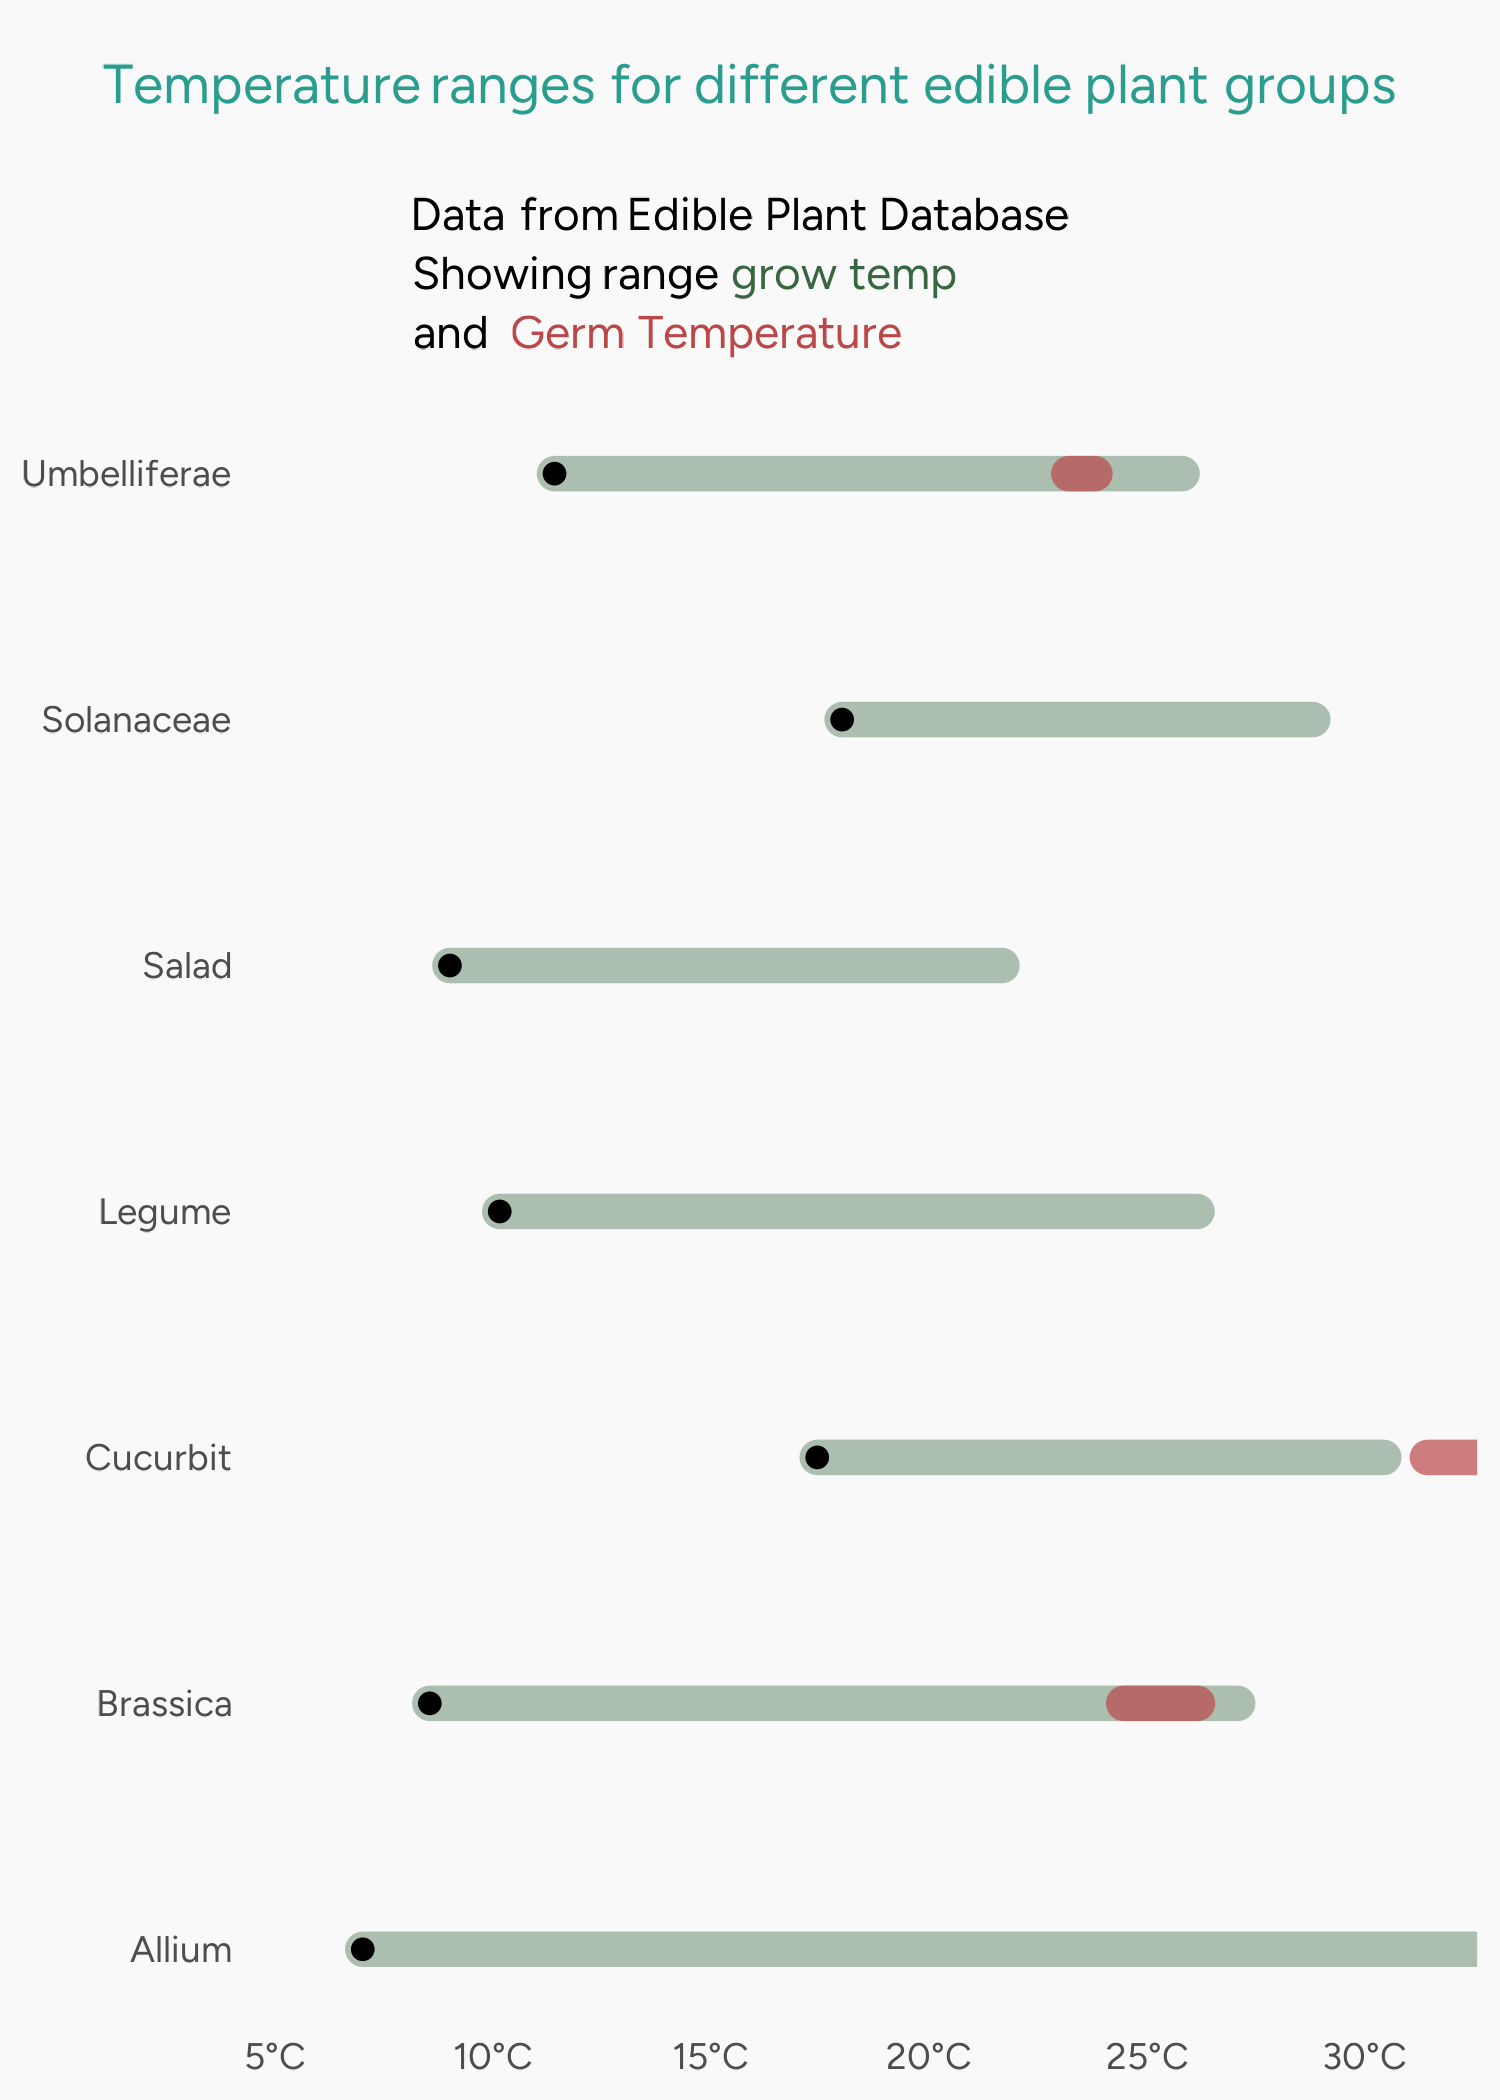 Temperature ranges for different edible plant groups
Data from Edible Plant Database
Showing range grow temp
and Germ Temperature
Umbelliferae
Solanaceae
Salad
Legume
Cucurbit
Brassica
Allium
5°C 10°C 15°C 20°C 25°C 30°C